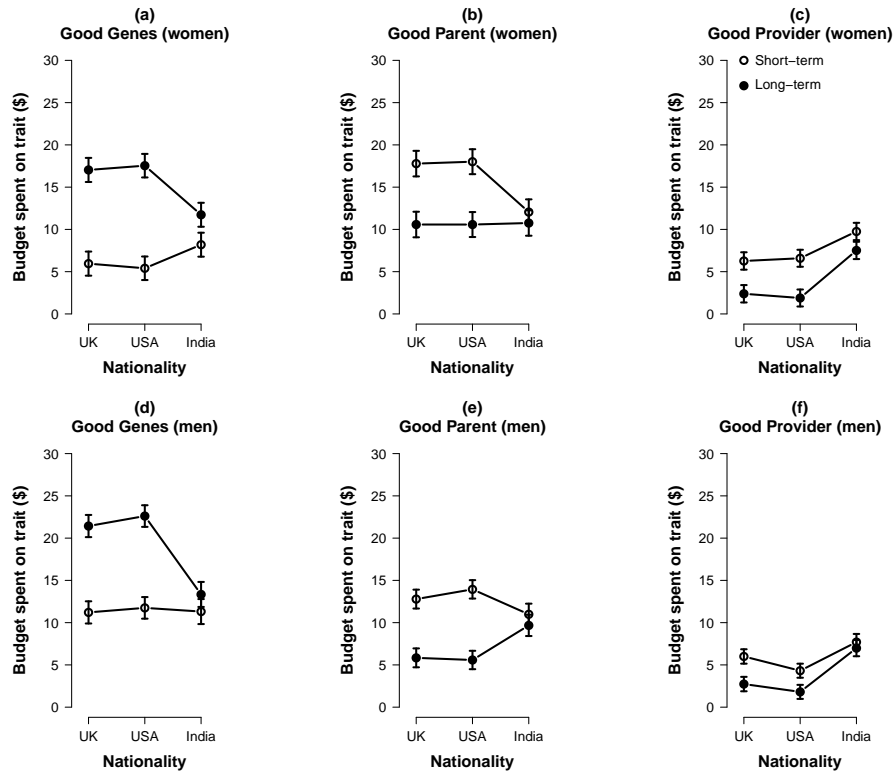 (a)
Good Genes (women)
Budget spent on trait ($)
30
25
20
15
10
5
0
UK USA India
Nationality
(b)
Good Parent (women)
Budget spent on trait ($)
30
25
20
15
10
5
0
UK USA India
Nationality
(c)
Good Provider (women)
Budget spent on trait ($)
30
25
20
15
10
5
0
Short−term
Long−term
UK USA India
Nationality
(d)
Good Genes (men)
Budget spent on trait ($)
30
25
20
15
10
5
0
UK USA India
Nationality
(e)
Good Parent (men)
Budget spent on trait ($)
30
25
20
15
10
5
0
UK USA India
Nationality
(f)
Good Provider (men)
Budget spent on trait ($)
30
25
20
15
10
5
0
UK USA India
Nationality